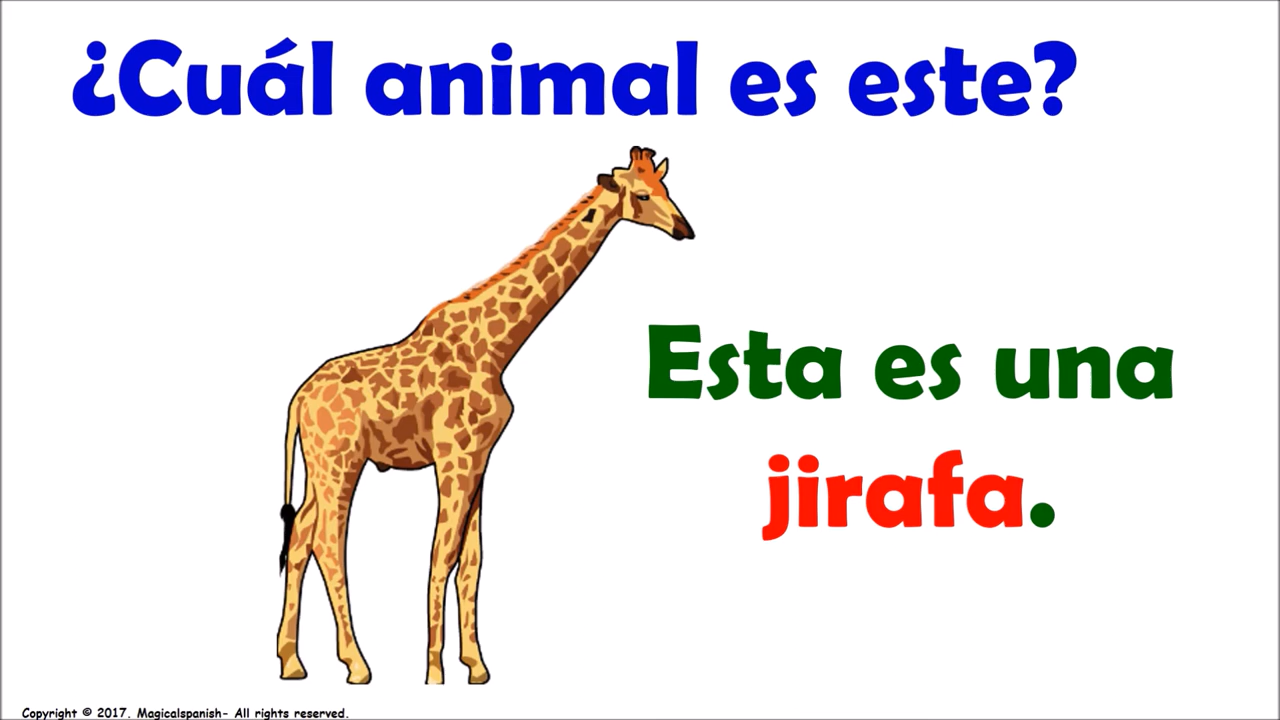 ¿Cuál animal es este?
Esta es una
jirafa.
Copyright © 2017. Magicalspanish- All rights reserved.